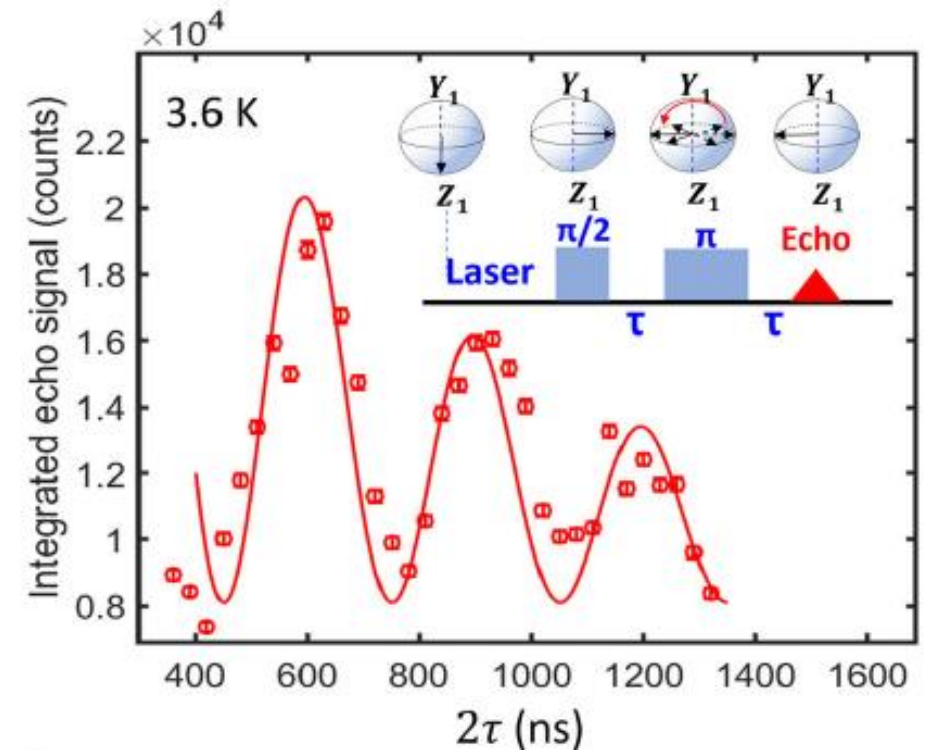 ×10⁴
3.6 K
Y₁ Y₁ Y₁ Y₁
Z₁ Z₁ Z₁ Z₁
π/2 π Echo
Laser
τ τ
2.2
2
1.8
1.6
1.4
1.2
1
0.8
Integrated echo signal (counts)
400 600 800 1000 1200 1400 1600
2τ (ns)